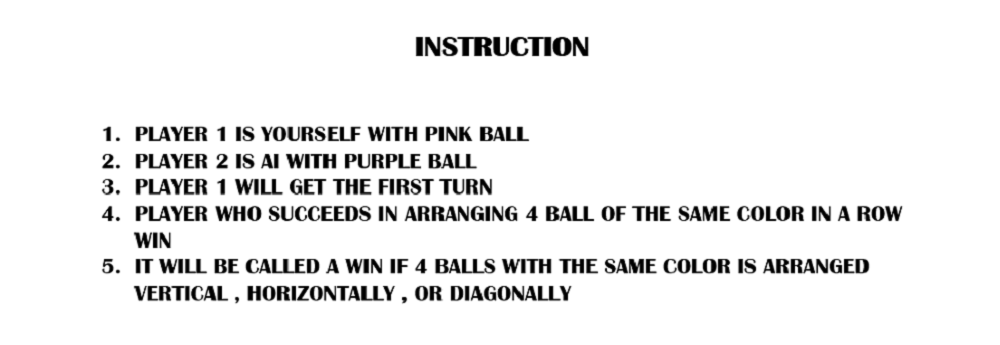 INSTRUCTION
1. PLAYER 1 IS YOURSELF WITH PINK BALL
2. PLAYER 2 IS AI WITH PURPLE BALL
3. PLAYER 1 WILL GET THE FIRST TURN
4. PLAYER WHO SUCCEEDS IN ARRANGING 4 BALL OF THE SAME COLOR IN A ROW
WIN
5. IT WILL BE CALLED A WIN IF 4 BALLS WITH THE SAME COLOR IS ARRANGED
VERTICAL , HORIZONTALLY , OR DIAGONALLY